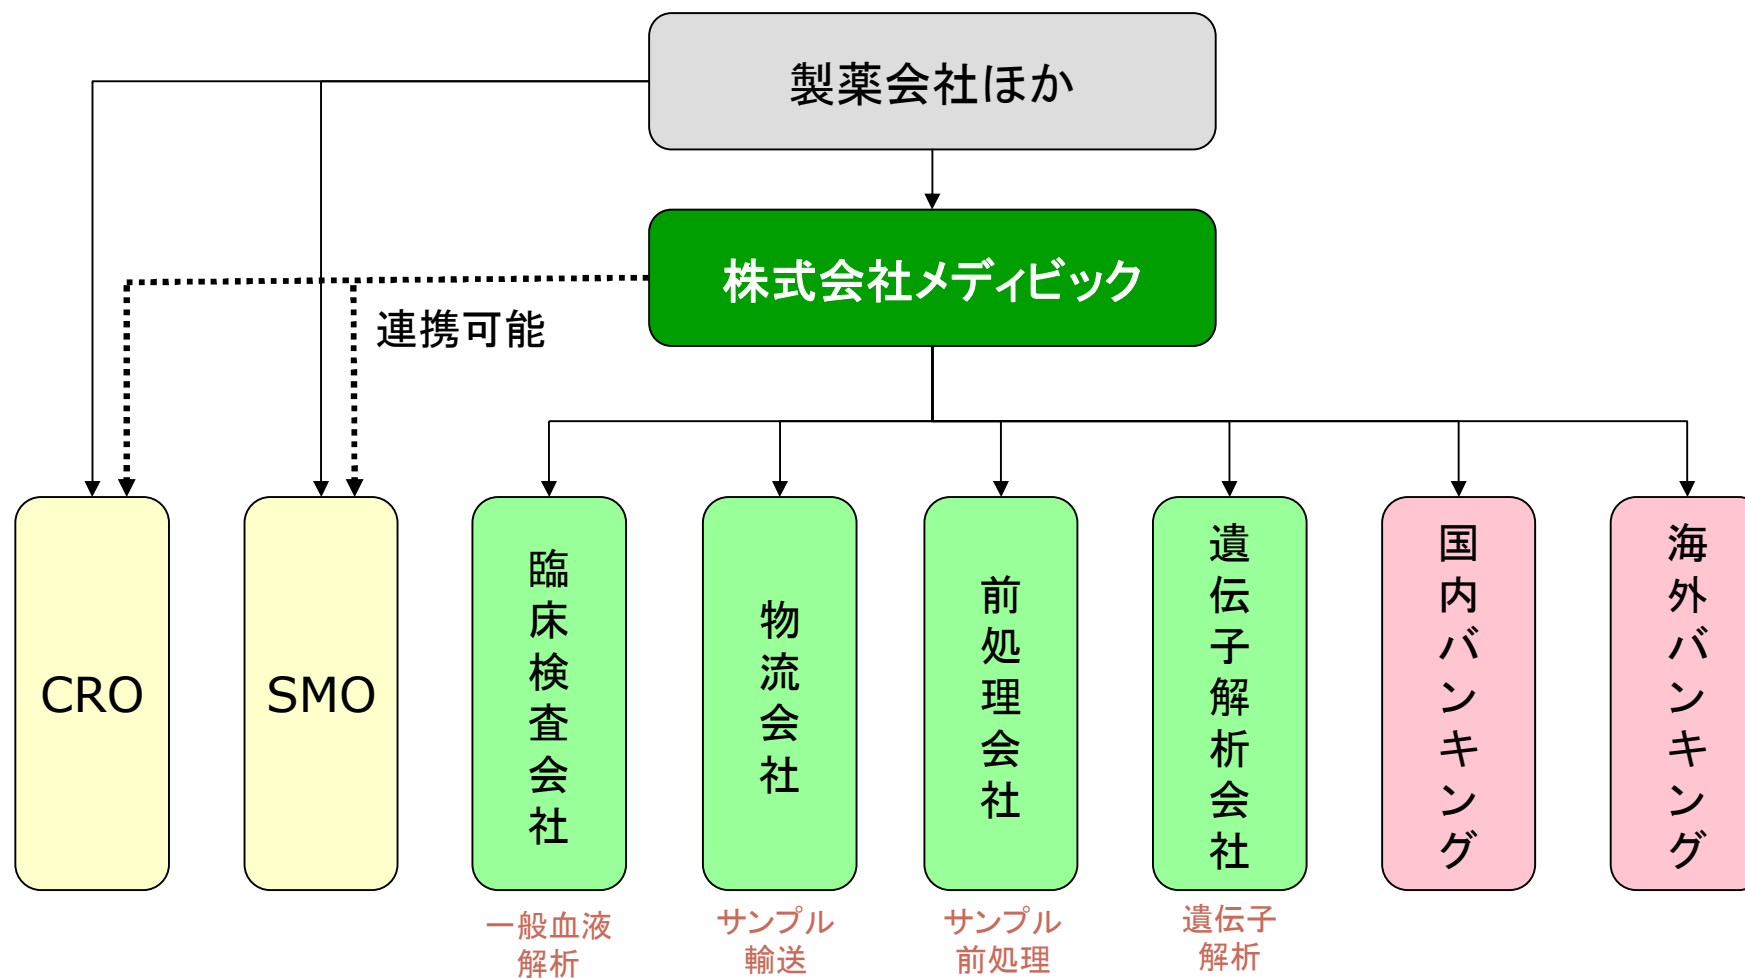 製薬会社ほか
株式会社メディビック
連携可能
CRO
SMO
臨床検査会社
物流会社
前処理会社
遺伝子解析会社
国内バンキング
海外バンキング
一般血液
解析
サンプル
輸送
サンプル
前処理
遺伝子
解析